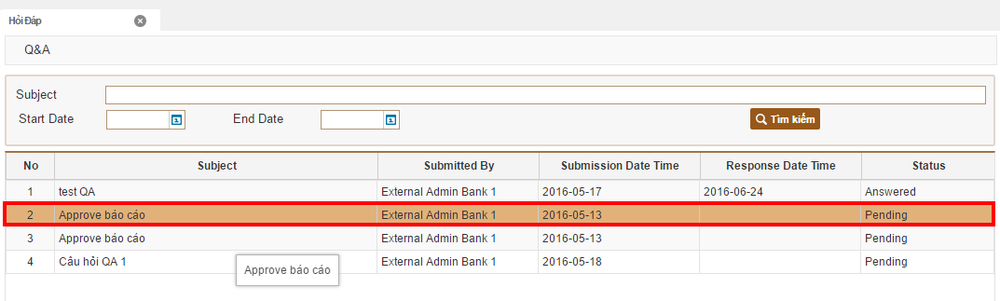 Hỏi Đáp
Q&A
Subject
Start Date End Date Tìm kiếm
No Subject Submitted By Submission Date Time Response Date Time Status
1 test QA External Admin Bank 1 2016-05-17 2016-06-24 Answered
2 Approve báo cáo External Admin Bank 1 2016-05-13 Pending
3 Approve báo cáo External Admin Bank 1 2016-05-13 Pending
4 Câu hỏi QA 1 External Admin Bank 1 2016-05-18 Pending
Approve báo cáo